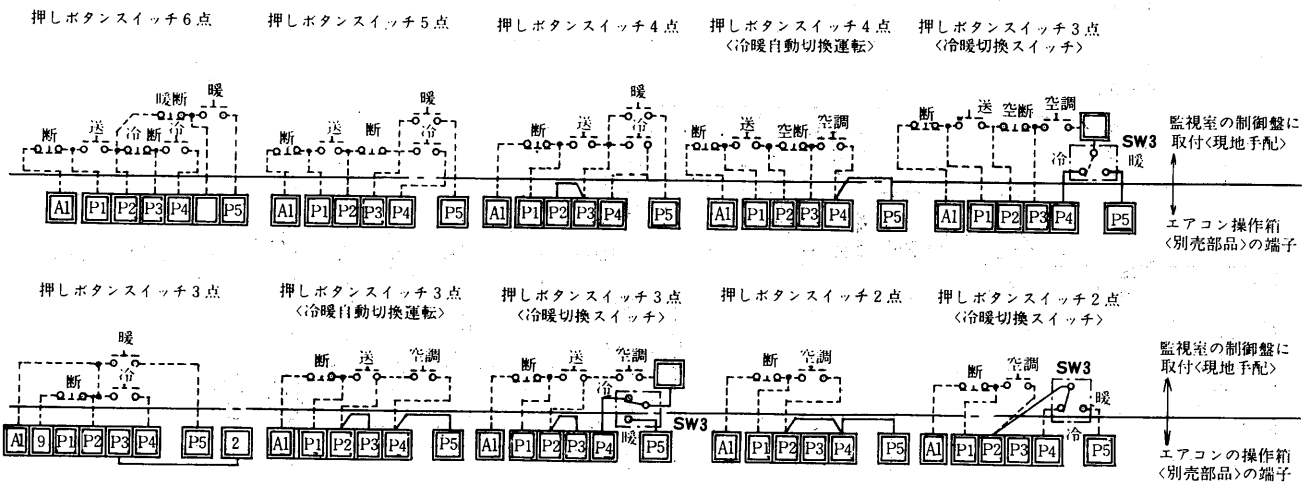 押しボタンスイッチ6点
押しボタンスイッチ5点
押しボタンスイッチ4点
押しボタンスイッチ4点
〈冷暖自動切換運転〉
押しボタンスイッチ3点
〈冷暖切換スイッチ〉
暖断 暖
断 送 冷断 冷
A1 P1 P2 P3 P4 P5
暖
断 送 断 冷
A1 P1 P2 P3 P4 P5
暖
断 送 冷
A1 P1 P2 P3 P4 P5
断 送 空断 空調
A1 P1 P2 P3 P4 P5
断 送 空断 空調
SW3
冷 暖
A1 P1 P2 P3 P4 P5
監視室の制御盤に
取付〈現地手配〉
エアコン操作箱
〈別売部品〉の端子
押しボタンスイッチ3点
押しボタンスイッチ3点
〈冷暖自動切換運転〉
押しボタンスイッチ3点
〈冷暖切換スイッチ〉
押しボタンスイッチ2点
押しボタンスイッチ2点
〈冷暖切換スイッチ〉
暖
断 冷
A1 9 P1 P2 P3 P4 P5 2
断 送 空調
A1 P1 P2 P3 P4 P5
断 送 空調
冷
暖 SW3
A1 P1 P2 P3 P4 P5
断 空調
A1 P1 P2 P3 P4 P5
断 空調 SW3
暖
冷
A1 P1 P2 P3 P4 P5
監視室の制御盤に
取付〈現地手配〉
エアコンの操作箱
〈別売部品〉の端子